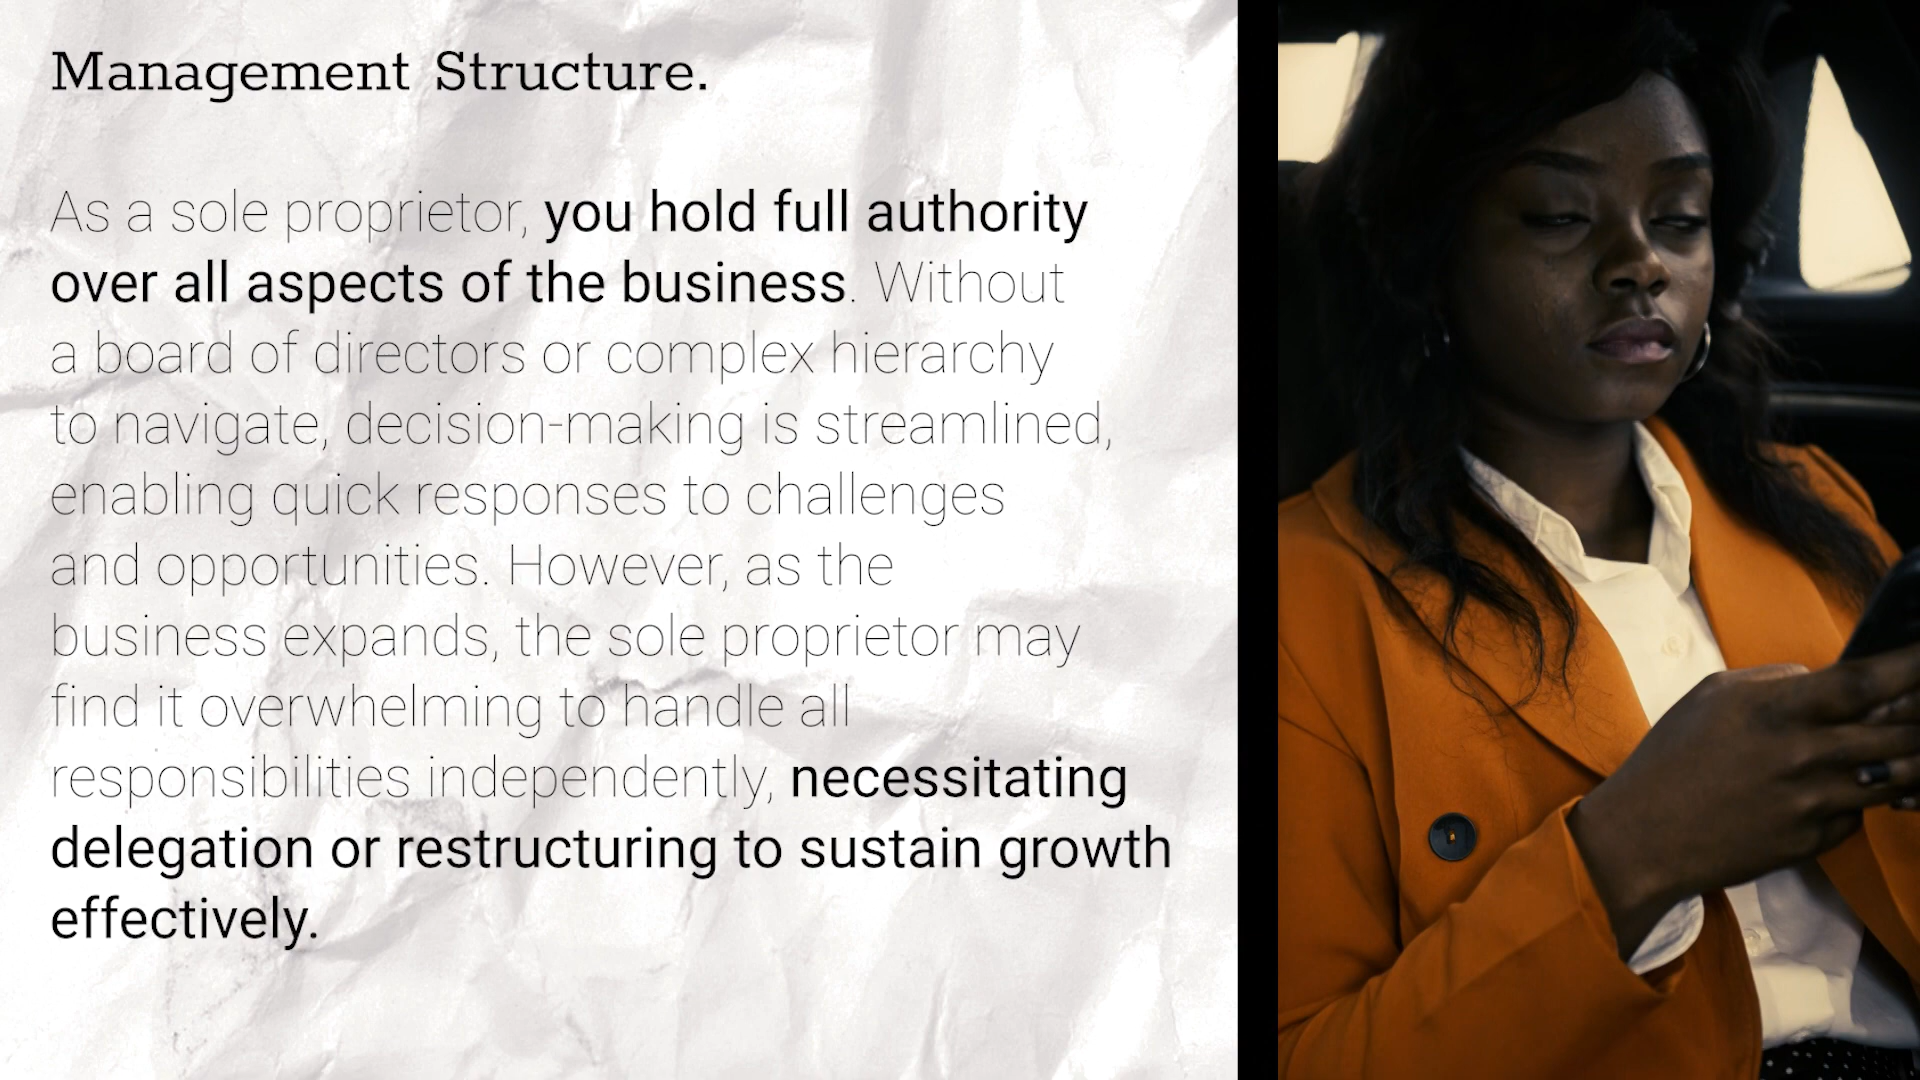 Management Structure.
As a sole proprietor, you hold full authority
over all aspects of the business. Without
a board of directors or complex hierarchy
to navigate, decision-making is streamlined,
enabling quick responses to challenges
and opportunities. However, as the
business expands, the sole proprietor may
find it overwhelming to handle all
responsibilities independently, necessitating
delegation or restructuring to sustain growth
effectively.